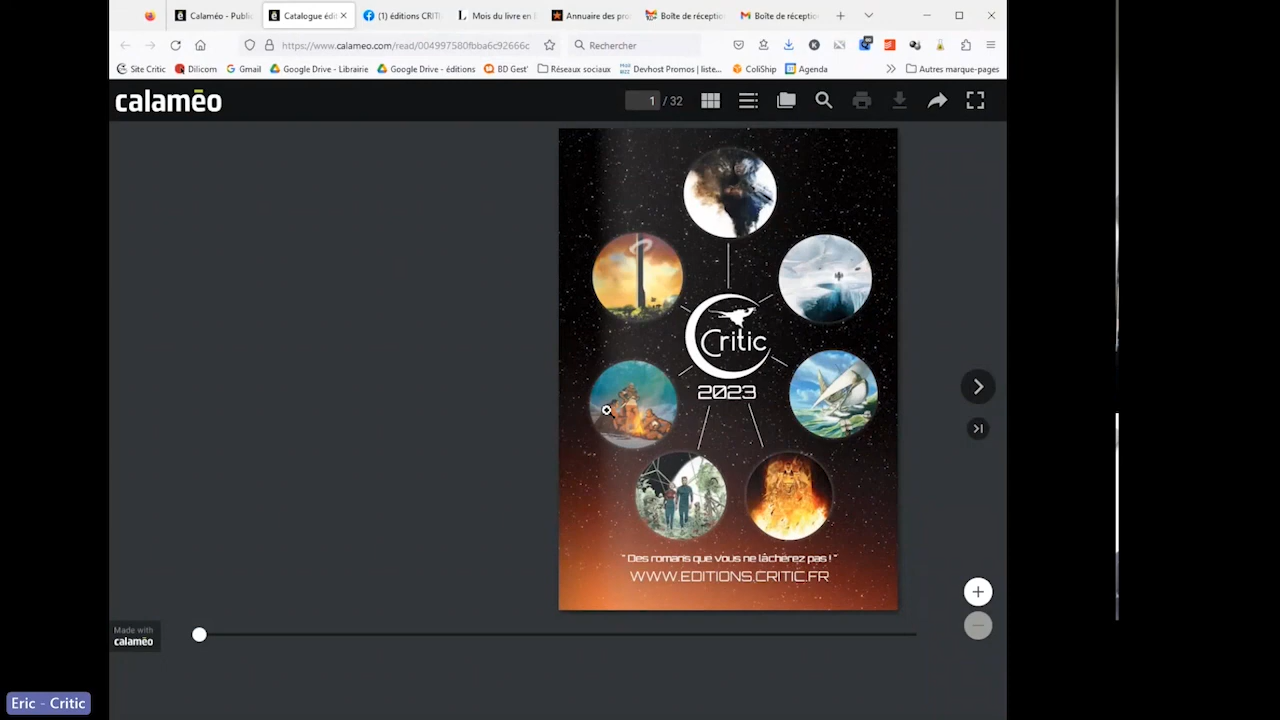 Calaméo - Publi
Catalogue édit
(1) éditions CRITI
Mois du livre en B
Annuaire des pro
Boîte de réceptio
Boîte de réceptio
https://www.calameo.com/read/004997580fbba6c92666c
Rechercher
Site Critic
Dilicom
Gmail
Google Drive - Librairie
Google Drive - éditions
BD Gest'
Réseaux sociaux
Devhost Promos | liste...
ColiShip
Agenda
Autres marque-pages
calaméo
1 / 32
Critic
2023
"Des romans que vous ne lâcherez pas !"
WWW.EDITIONS.CRITIC.FR
Made with
calaméo
Eric - Critic